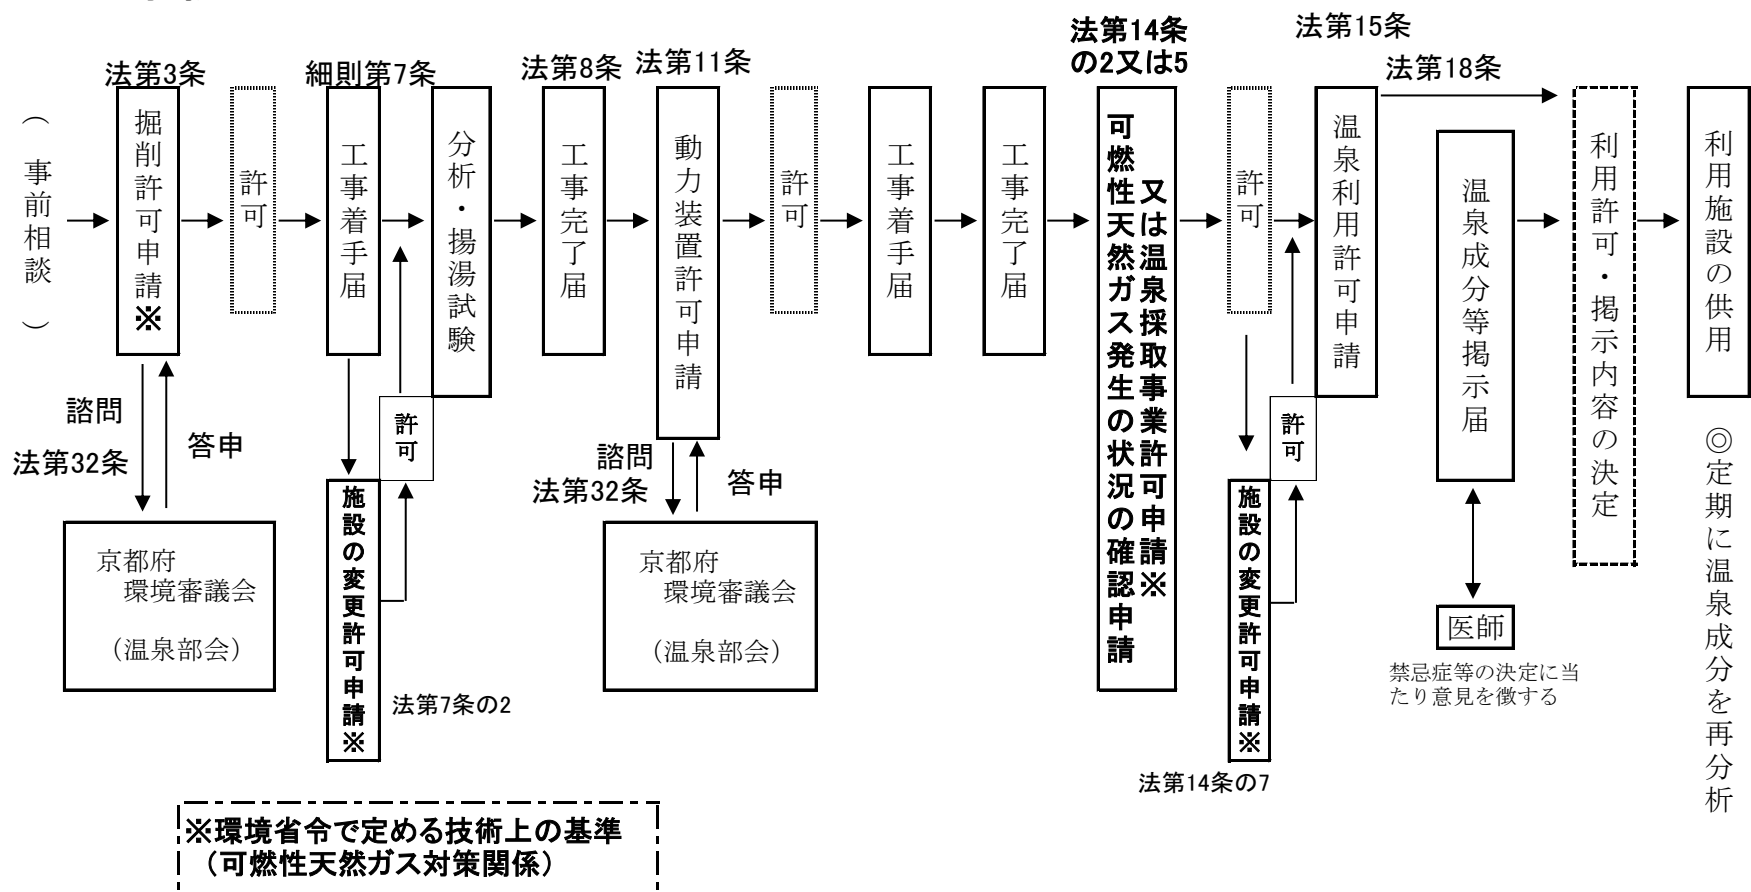 法第3条
細則第7条
法第8条
法第11条
法第14条
の2又は5
法第15条
法第18条
（事前相談）
掘削許可申請※
許可
工事着手届
分析・揚湯試験
工事完了届
動力装置許可申請
許可
工事着手届
工事完了届
可燃性天然ガス発生の状況の確認申請
又は温泉採取事業許可申請※
許可
温泉利用許可申請
温泉成分等掲示届
利用許可・掲示内容の決定
利用施設の供用
◎定期に温泉成分を再分析
諮問
法第32条
答申
京都府
環境審議会
（温泉部会）
許可
施設の変更許可申請※
法第7条の2
諮問
法第32条
答申
京都府
環境審議会
（温泉部会）
許可
施設の変更許可申請※
法第14条の7
医師
禁忌症等の決定に当
たり意見を徴する
※環境省令で定める技術上の基準
（可燃性天然ガス対策関係）